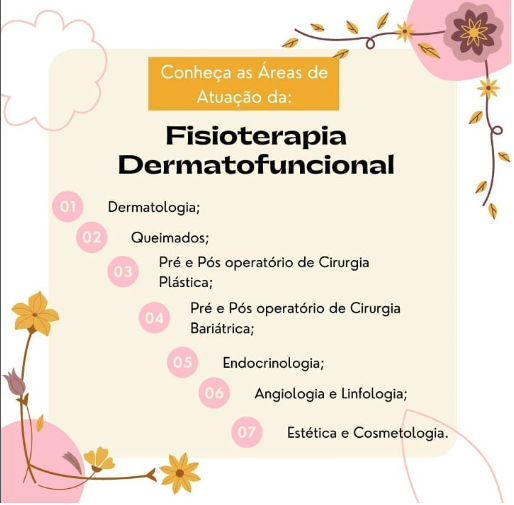 Conheça as Áreas de
Atuação da:
Fisioterapia
Dermatofuncional
01 Dermatologia;
02 Queimados;
03 Pré e Pós operatório de Cirurgia
Plástica;
04 Pré e Pós operatório de Cirurgia
Bariátrica;
05 Endocrinologia;
06 Angiologia e Linfologia;
07 Estética e Cosmetologia.